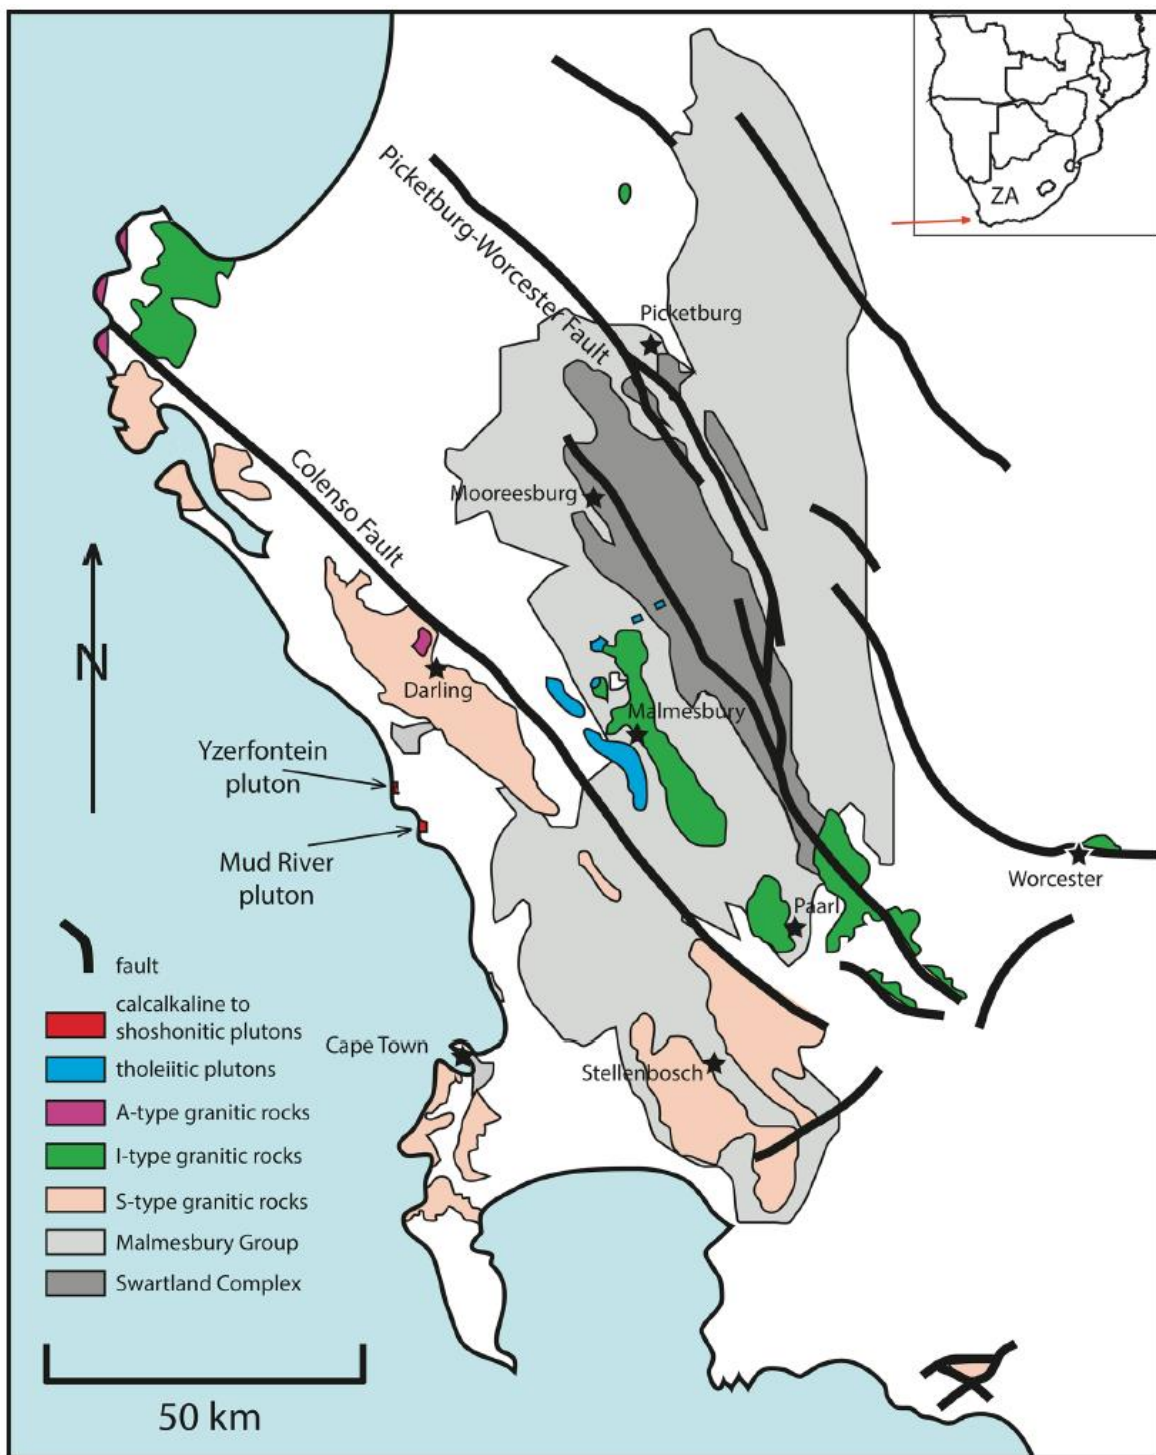 ZA
Picketburg-Worcester Fault
Picketburg
Colenso Fault
Mooreesburg
N
Darling
Malmesbury
Yzerfontein
pluton
Mud River
pluton
Worcester
Paarl
Cape Town
Stellenbosch
fault
calcalkaline to
shoshonitic plutons
tholeiitic plutons
A-type granitic rocks
I-type granitic rocks
S-type granitic rocks
Malmesbury Group
Swartland Complex
50 km